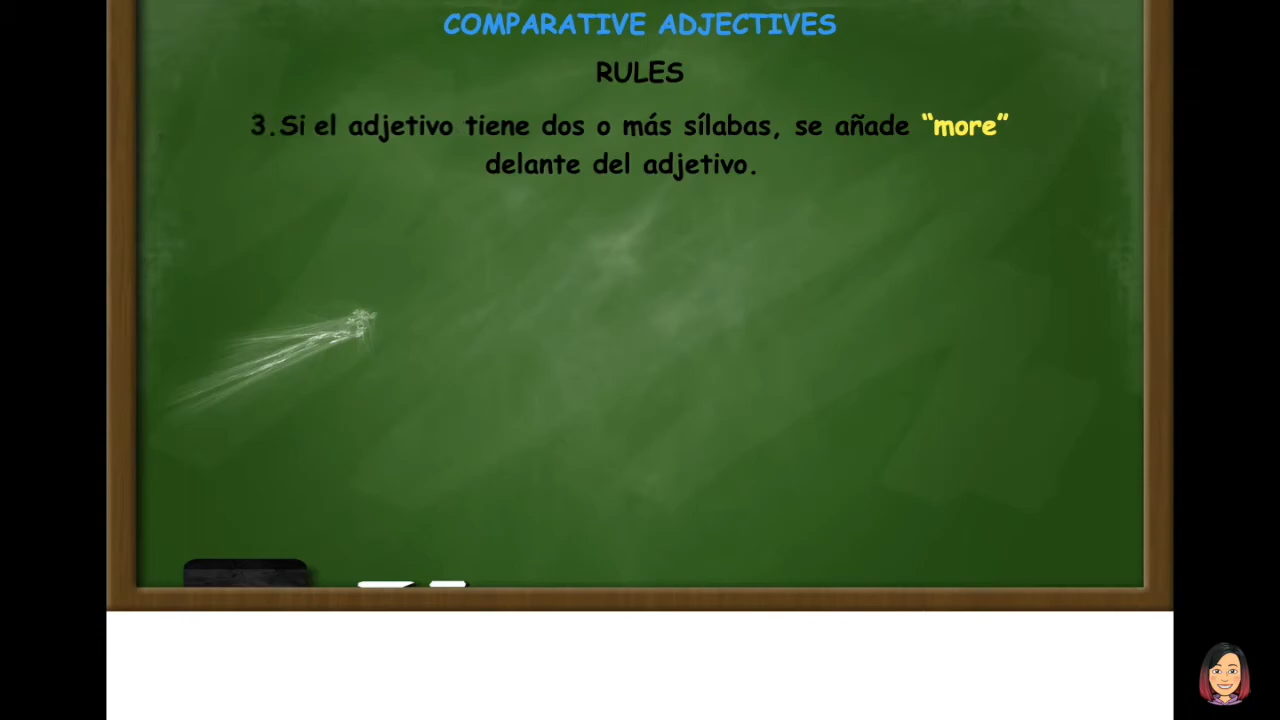 COMPARATIVE ADJECTIVES
RULES
3.Si el adjetivo tiene dos o más sílabas, se añade “more”
delante del adjetivo.